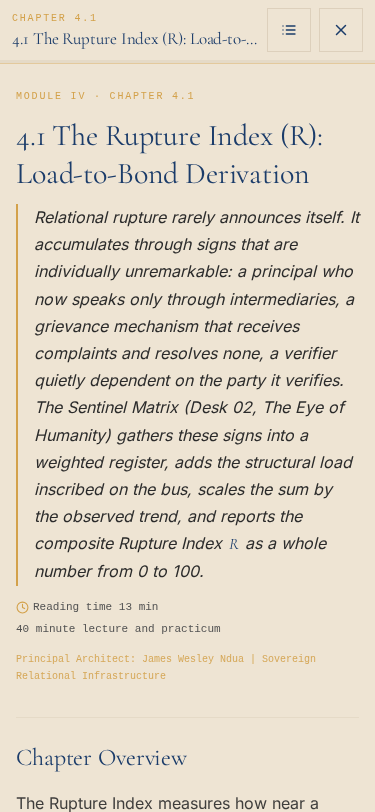 CHAPTER 4.1
4.1 The Rupture Index (R): Load-to-...
MODULE IV · CHAPTER 4.1
4.1 The Rupture Index (R):
Load-to-Bond Derivation
Relational rupture rarely announces itself. It
accumulates through signs that are
individually unremarkable: a principal who
now speaks only through intermediaries, a
grievance mechanism that receives
complaints and resolves none, a verifier
quietly dependent on the party it verifies.
The Sentinel Matrix (Desk 02, The Eye of
Humanity) gathers these signs into a
weighted register, adds the structural load
inscribed on the bus, scales the sum by
the observed trend, and reports the
composite Rupture Index R as a whole
number from 0 to 100.
Reading time 13 min
40 minute lecture and practicum
Principal Architect: James Wesley Ndua | Sovereign
Relational Infrastructure
Chapter Overview
The Rupture Index measures how near a